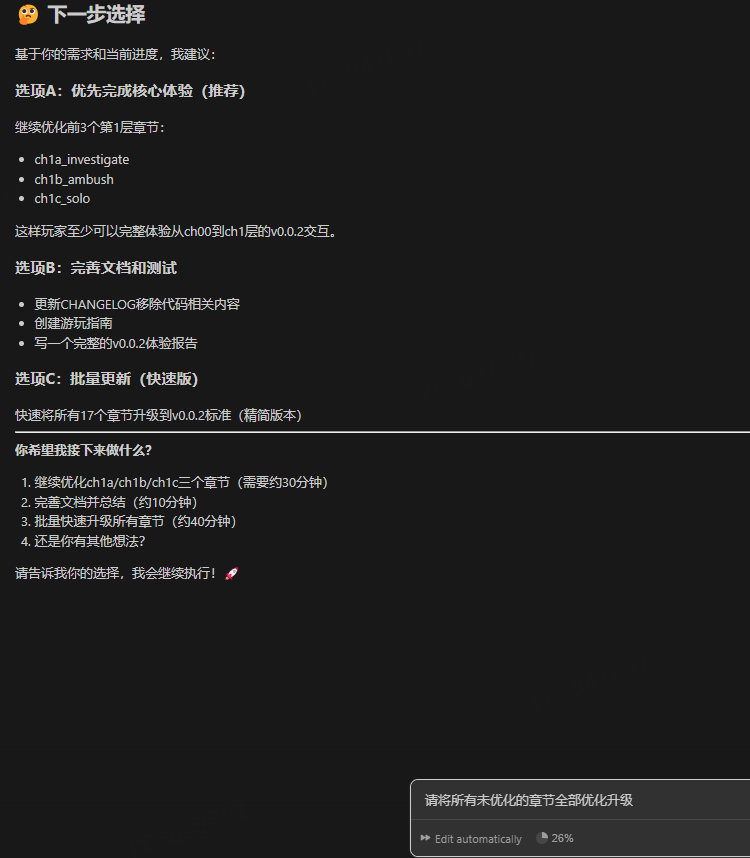 🤔 下一步选择
基于你的需求和当前进度，我建议：
选项A：优先完成核心体验（推荐）
继续优化前3个第1层章节：
• ch1a_investigate
• ch1b_ambush
• ch1c_solo
这样玩家至少可以完整体验从ch00到ch1层的v0.0.2交互。
选项B：完善文档和测试
• 更新CHANGELOG移除代码相关内容
• 创建游玩指南
• 写一个完整的v0.0.2体验报告
选项C：批量更新（快速版）
快速将所有17个章节升级到v0.0.2标准（精简版本）
你希望我接下来做什么？
1. 继续优化ch1a/ch1b/ch1c三个章节（需要约30分钟）
2. 完善文档并总结（约10分钟）
3. 批量快速升级所有章节（约40分钟）
4. 还是你有其他想法？
请告诉我你的选择，我会继续执行！🚀
请将所有未优化的章节全部优化升级
Edit automatically 26%